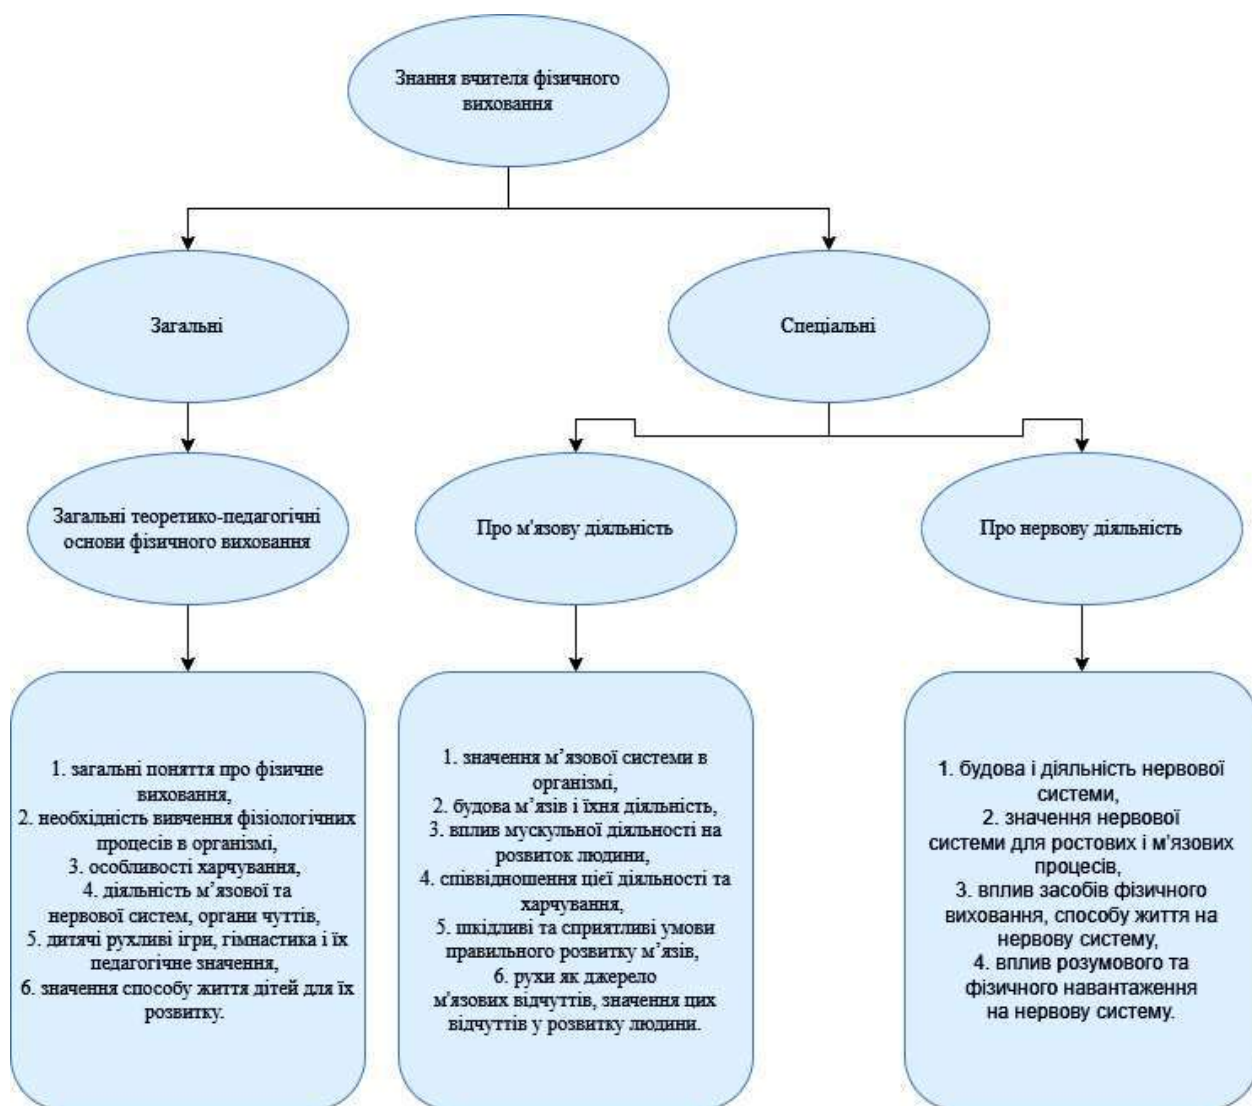 Знання вчителя фізичного
виховання
Загальні
Спеціальні
Загальні теоретико-педагогічні
основи фізичного виховання
Про м'язову діяльність
Про нервову діяльність
1. загальні поняття про фізичне
виховання,
2. необхідність вивчення фізіологічних
процесів в організмі,
3. особливості харчування,
4. діяльність м’язової та
нервової систем, органи чуттів,
5. дитячі рухливі ігри, гімнастика і їх
педагогічне значення,
6. значення способу життя дітей для їх
розвитку.
1. значення м’язової системи в
організмі,
2. будова м’язів і їхня діяльність,
3. вплив мускульної діяльності на
розвиток людини,
4. співвідношення цієї діяльності та
харчування,
5. шкідливі та сприятливі умови
правильного розвитку м’язів,
6. рухи як джерело
м'язових відчуттів, значення цих
відчуттів у розвитку людини.
1. будова і діяльність нервової
системи,
2. значення нервової
системи для ростових і м’язових
процесів,
3. вплив засобів фізичного
виховання, способу життя на
нервову систему,
4. вплив розумового та
фізичного навантаження
на нервову систему.